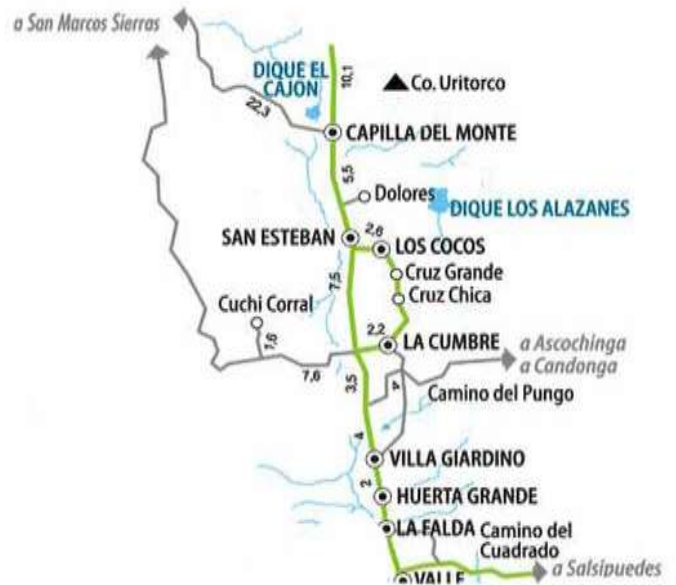 a San Marcos Sierras
DIQUE EL
CAJON
10,1
Co. Uritorco
22,3
CAPILLA DEL MONTE
5,5
Dolores
DIQUE LOS ALAZANES
SAN ESTEBAN
2,6
LOS COCOS
Cruz Grande
7,5
Cruz Chica
Cuchi Corral
7,6
2,2
LA CUMBRE
a Ascochinga
a Candonga
7,6
3,5
4
Camino del Pungo
4
VILLA GIARDINO
2
HUERTA GRANDE
LA FALDA
Camino del
Cuadrado
a Salsipuedes
VALLE